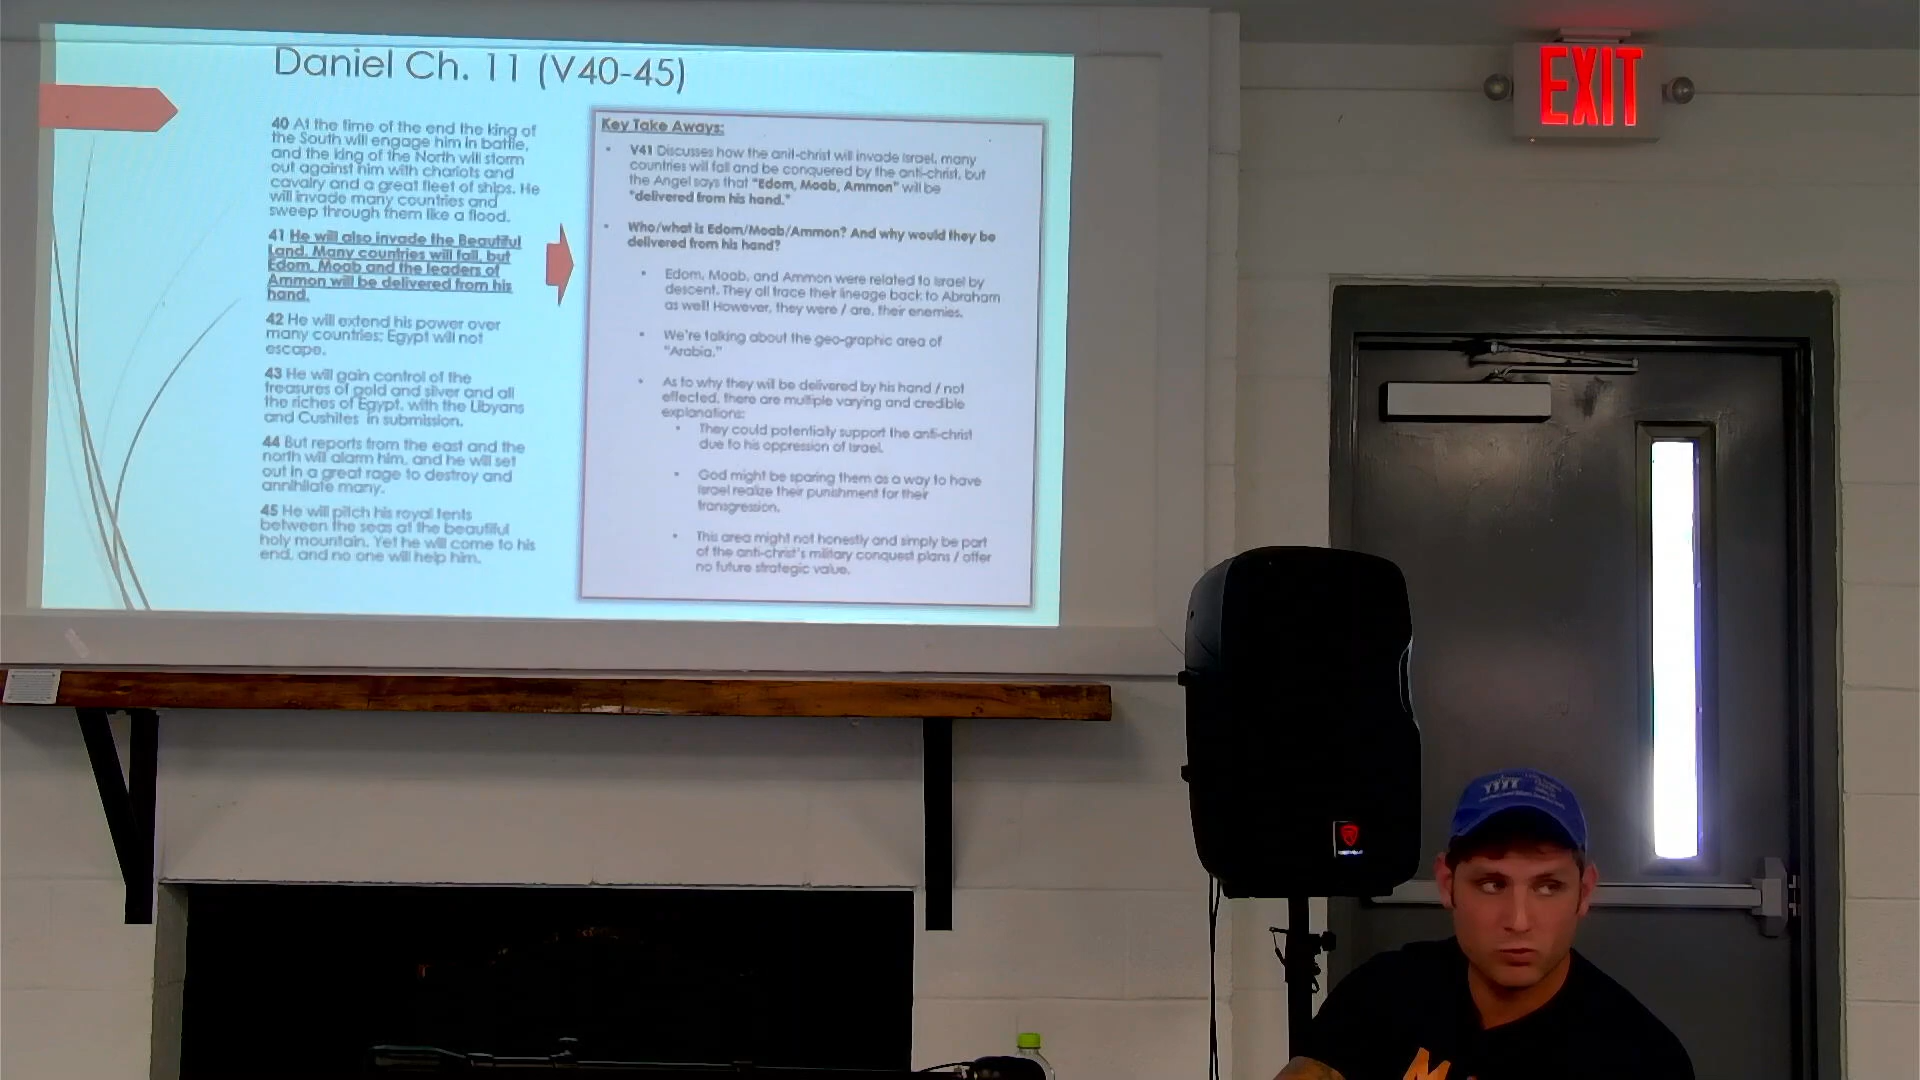 Daniel Ch. 11 (V40-45)
40 At the time of the end the king of
the South will engage him in battle,
and the king of the North will storm
out against him with chariots and
cavalry and a great fleet of ships. He
will invade many countries and
sweep through them like a flood.
41 He will also invade the Beautiful
Land. Many countries will fall, but
Edom, Moab and the leaders of
Ammon will be delivered from his
hand.
42 He will extend his power over
many countries; Egypt will not
escape.
43 He will gain control of the
treasures of gold and silver and all
the riches of Egypt, with the Libyans
and Cushites in submission.
44 But reports from the east and the
north will alarm him, and he will set
out in a great rage to destroy and
annihilate many.
45 He will pitch his royal tents
between the seas at the beautiful
holy mountain. Yet he will come to his
end, and no one will help him.
Key Take Aways:
• V41 Discusses how the anit-christ will invade Israel, many
countries will fall and be conquered by the anti-christ, but
the Angel says that "Edom, Moab, Ammon" will be
"delivered from his hand."
• Who/what is Edom/Moab/Ammon? And why would they be
delivered from his hand?
• Edom, Moab, and Ammon were related to Israel by
descent. They all trace their lineage back to Abraham
as well! However, they were / are, their enemies.
• We're talking about the geo-graphic area of
"Arabia."
• As to why they will be delivered by his hand / not
effected, there are multiple varying and credible
explanations:
• They could potentially support the anti-christ
due to his oppression of Israel.
• God might be sparing them as a way to have
Israel realize their punishment for their
transgression.
• This area might not honestly and simply be part
of the anti-christ's military conquest plans / offer
no future strategic value.
EXIT